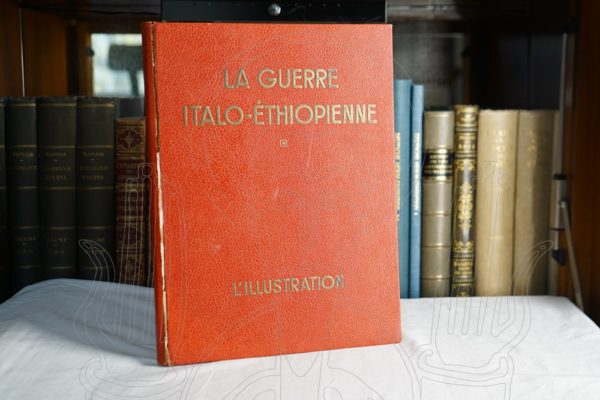 LA GUERRE
ITALO-ÉTHIOPIENNE
L'ILLUSTRATION